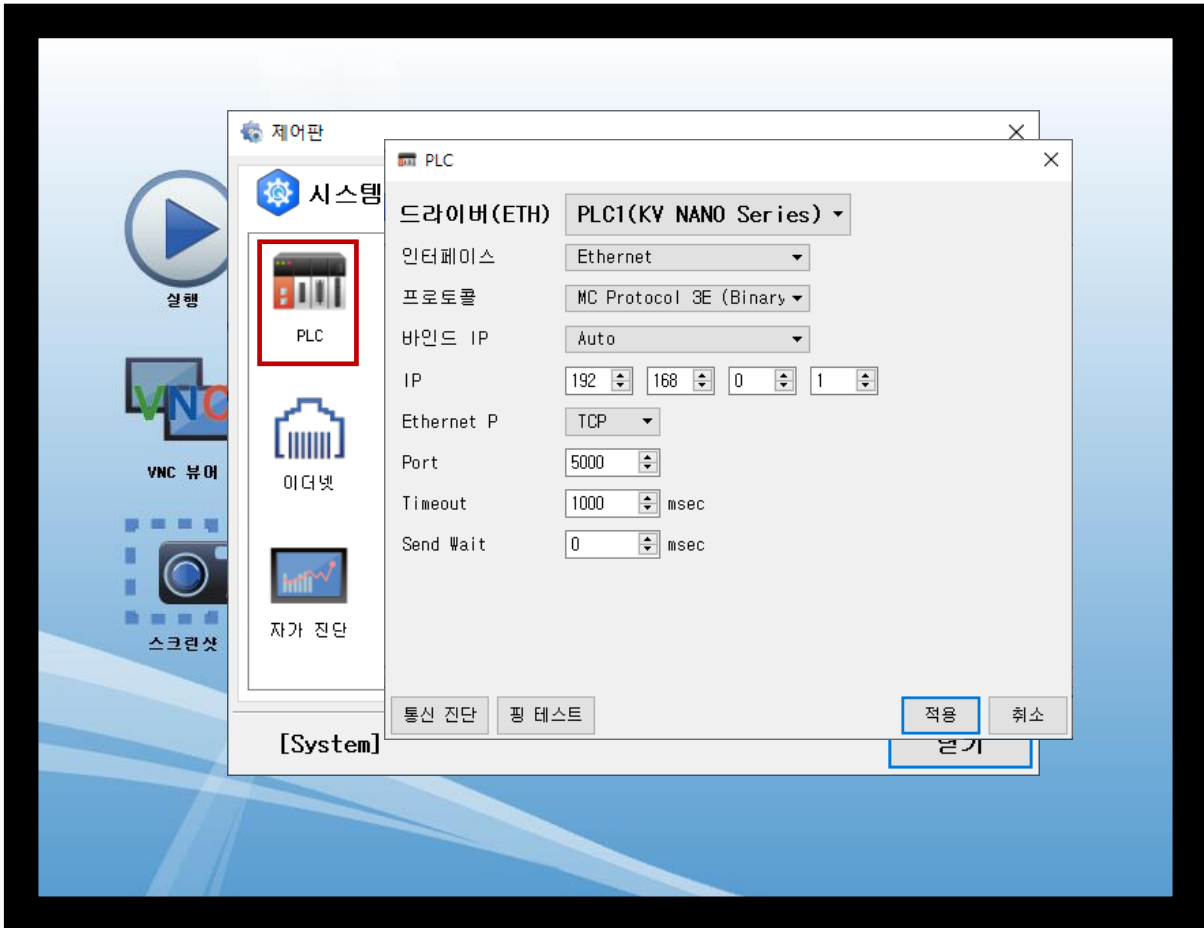 제어판
PLC
시스템
드라이버(ETH) PLC1(KV NANO Series)
인터페이스 Ethernet
프로토콜 MC Protocol 3E (Binary
바인드 IP Auto
IP 192 168 0 1
Ethernet P TCP
Port 5000
Timeout 1000 msec
Send Wait 0 msec
통신 진단 핑 테스트 적용 취소
실행
VNC
VNC 뷰어
스크린샷
PLC
이더넷
자가 진단
[System] 닫기